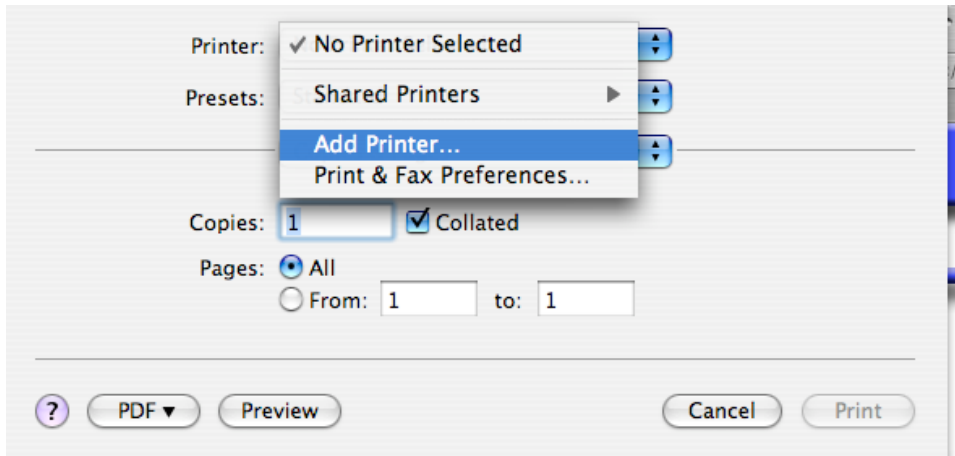 Printer: ✓ No Printer Selected
Presets: Shared Printers ▶
Add Printer...
Print & Fax Preferences...
Copies: 1 Collated
Pages: All
From: 1 to: 1
? PDF ▼ Preview Cancel Print